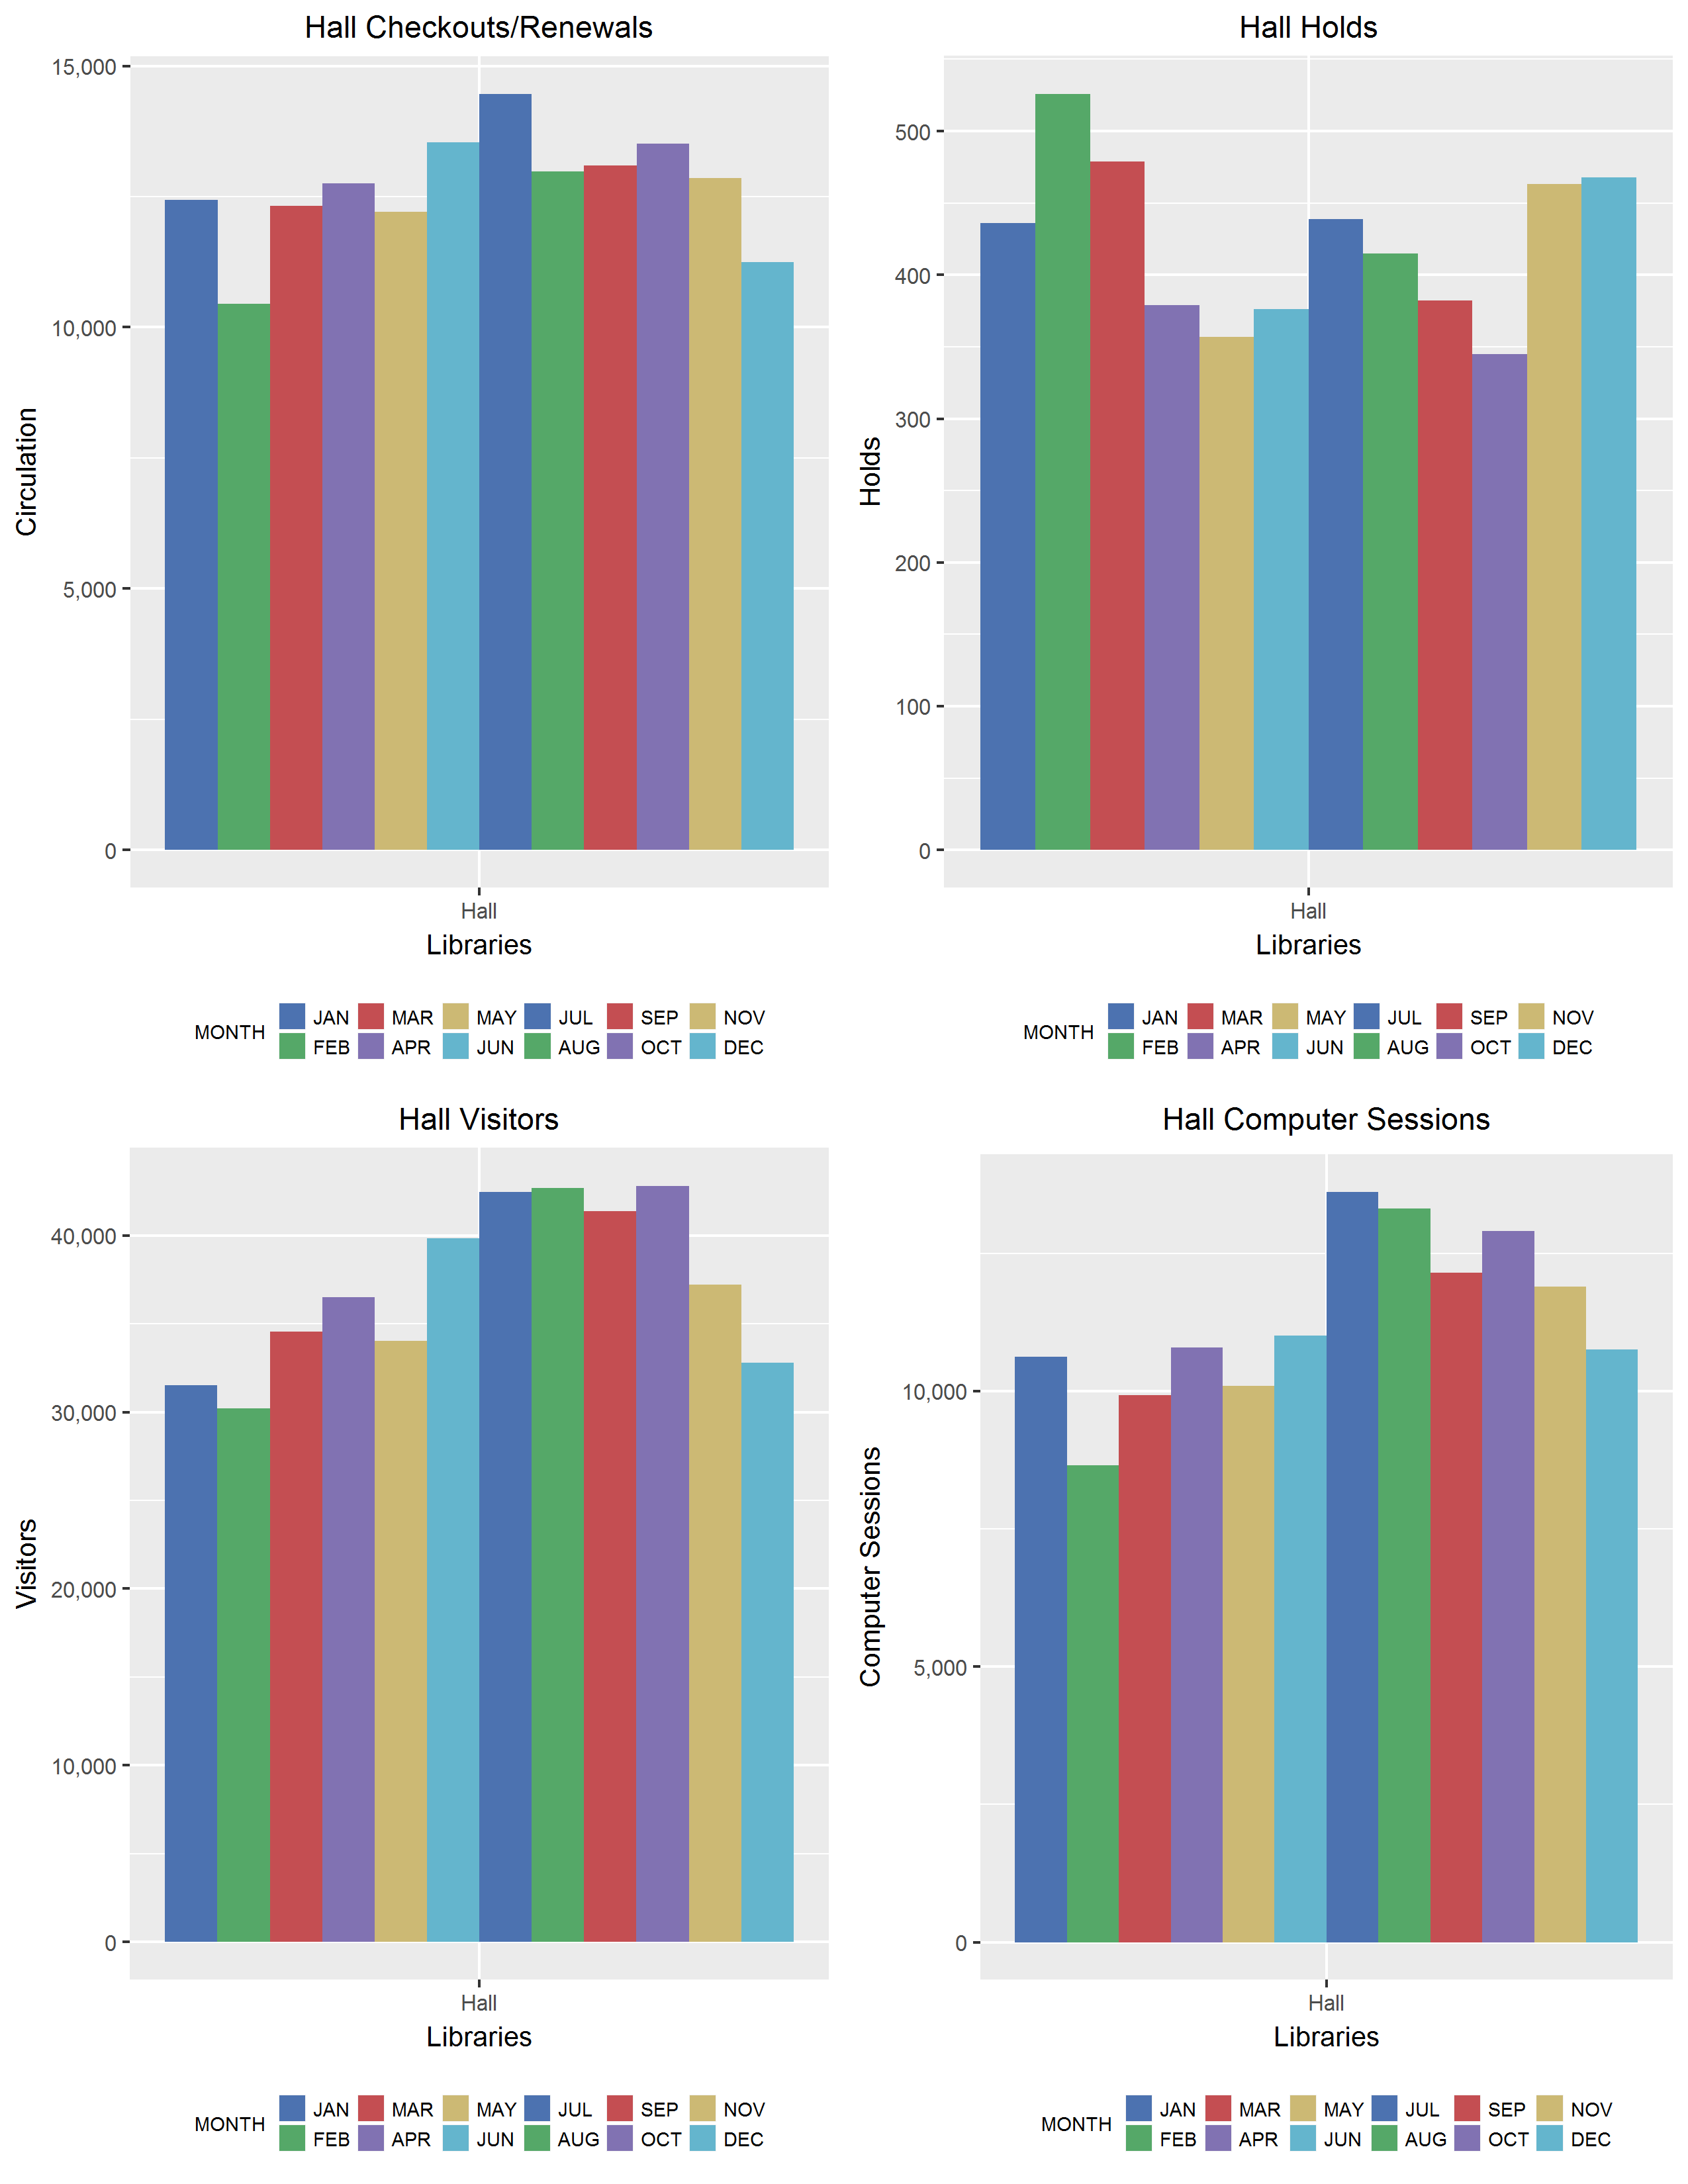 Hall Checkouts/Renewals
15,000
10,000
5,000
0
Circulation
Hall
Libraries
MONTH
JAN MAR MAY JUL SEP NOV
FEB APR JUN AUG OCT DEC
Hall Holds
500
400
300
200
100
0
Holds
Hall
Libraries
MONTH
JAN MAR MAY JUL SEP NOV
FEB APR JUN AUG OCT DEC
Hall Visitors
40,000
30,000
20,000
10,000
0
Visitors
Hall
Libraries
MONTH
JAN MAR MAY JUL SEP NOV
FEB APR JUN AUG OCT DEC
Hall Computer Sessions
10,000
5,000
0
Computer Sessions
Hall
Libraries
MONTH
JAN MAR MAY JUL SEP NOV
FEB APR JUN AUG OCT DEC